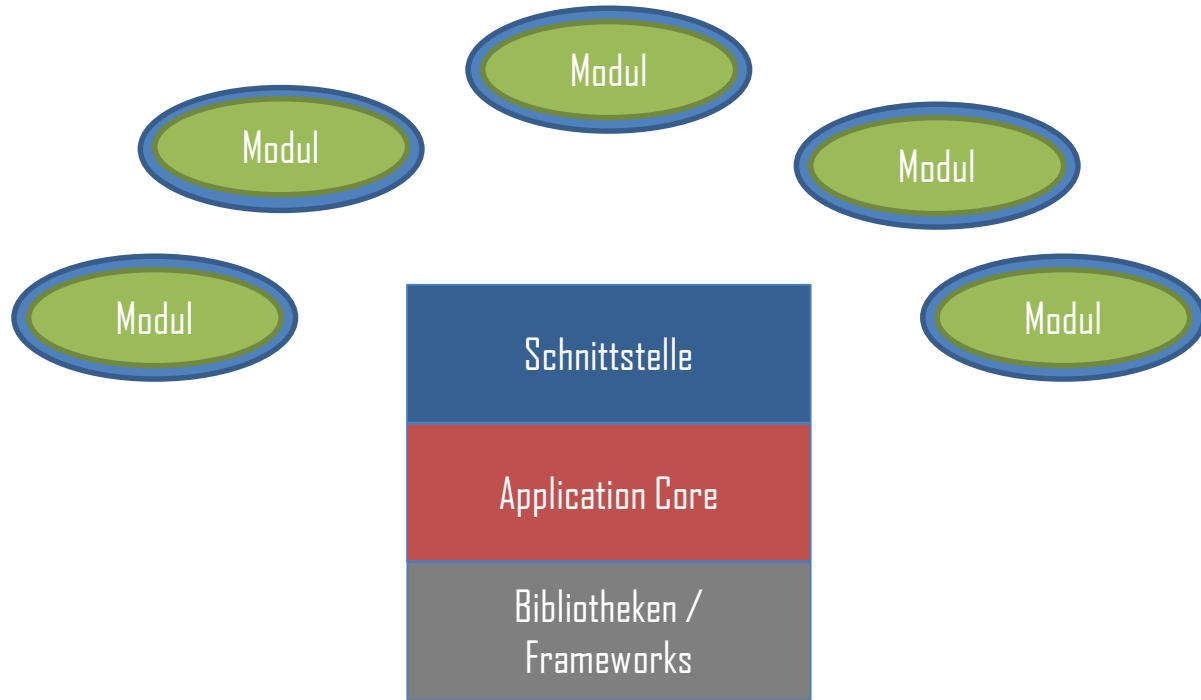 Modul
Modul
Modul
Modul
Modul
Schnittstelle
Application Core
Bibliotheken /
Frameworks